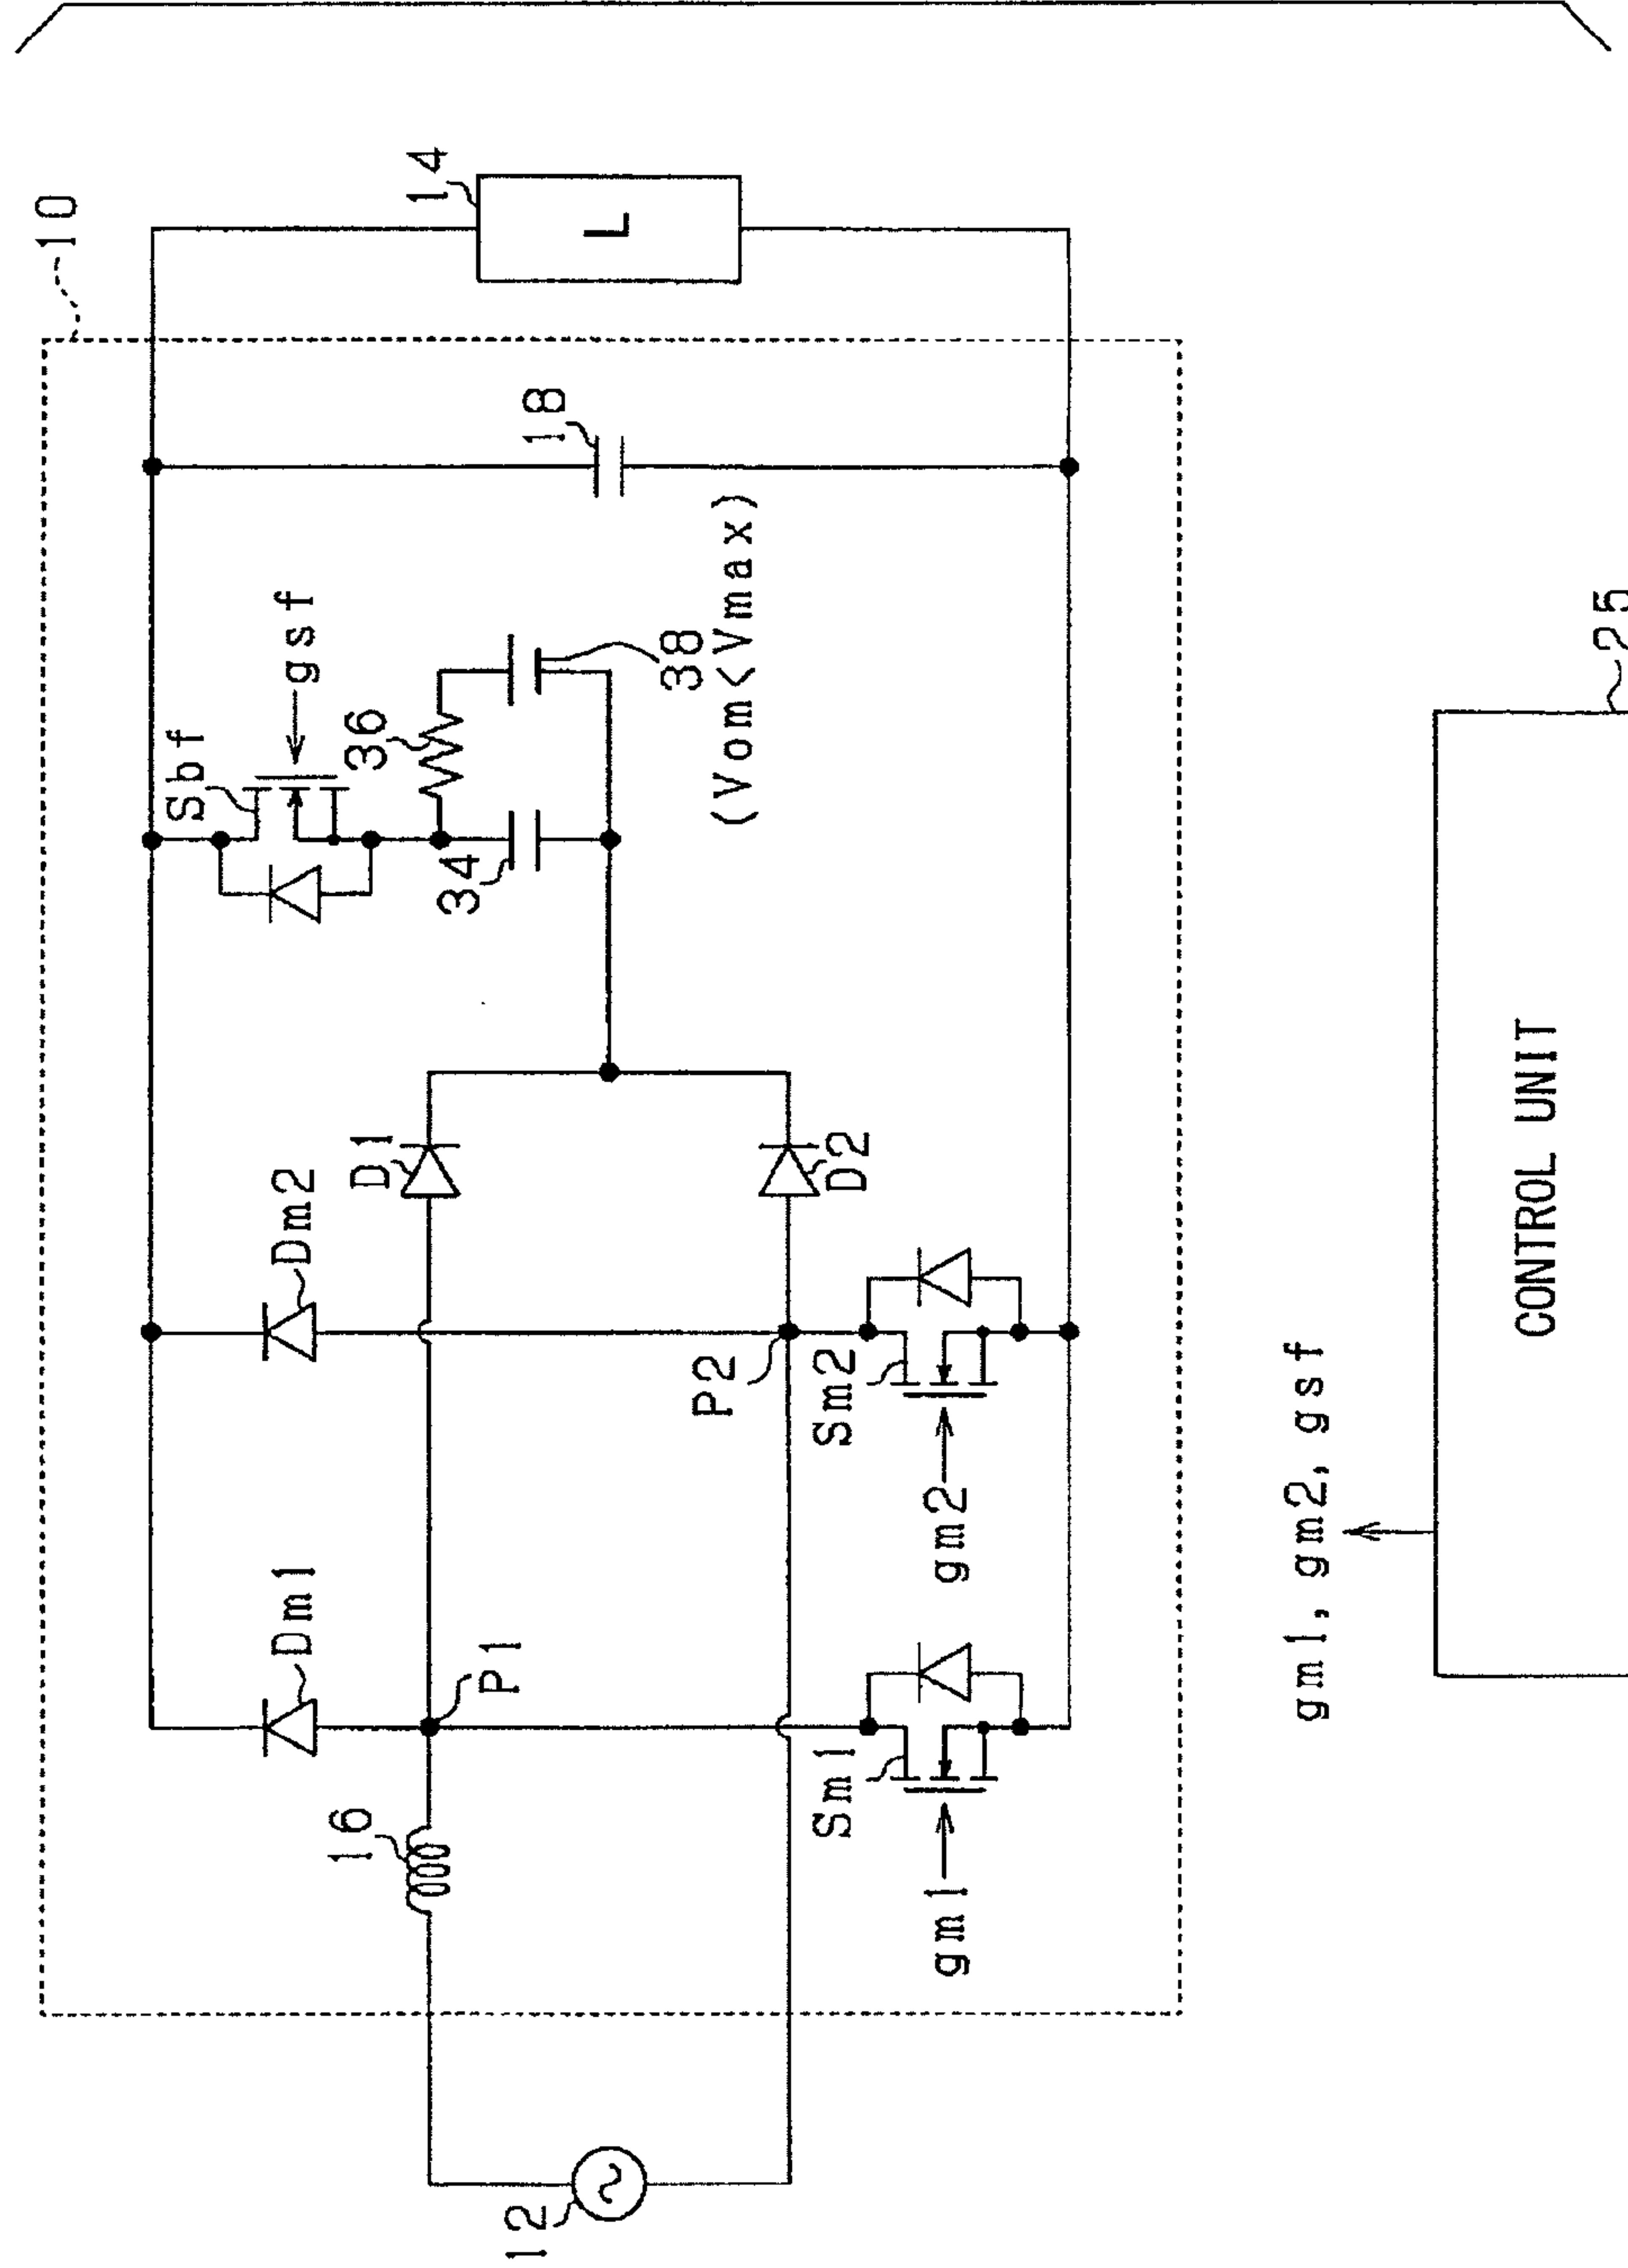 10
12
16
P1
Dm1
Dm2
D1
D2
P2
Sm1
gm1
Sm2
gm2
Sbf
gsf
34
36
38
(Vom<Vmax)
18
14
L
gm1, gm2, gsf
CONTROL UNIT
25